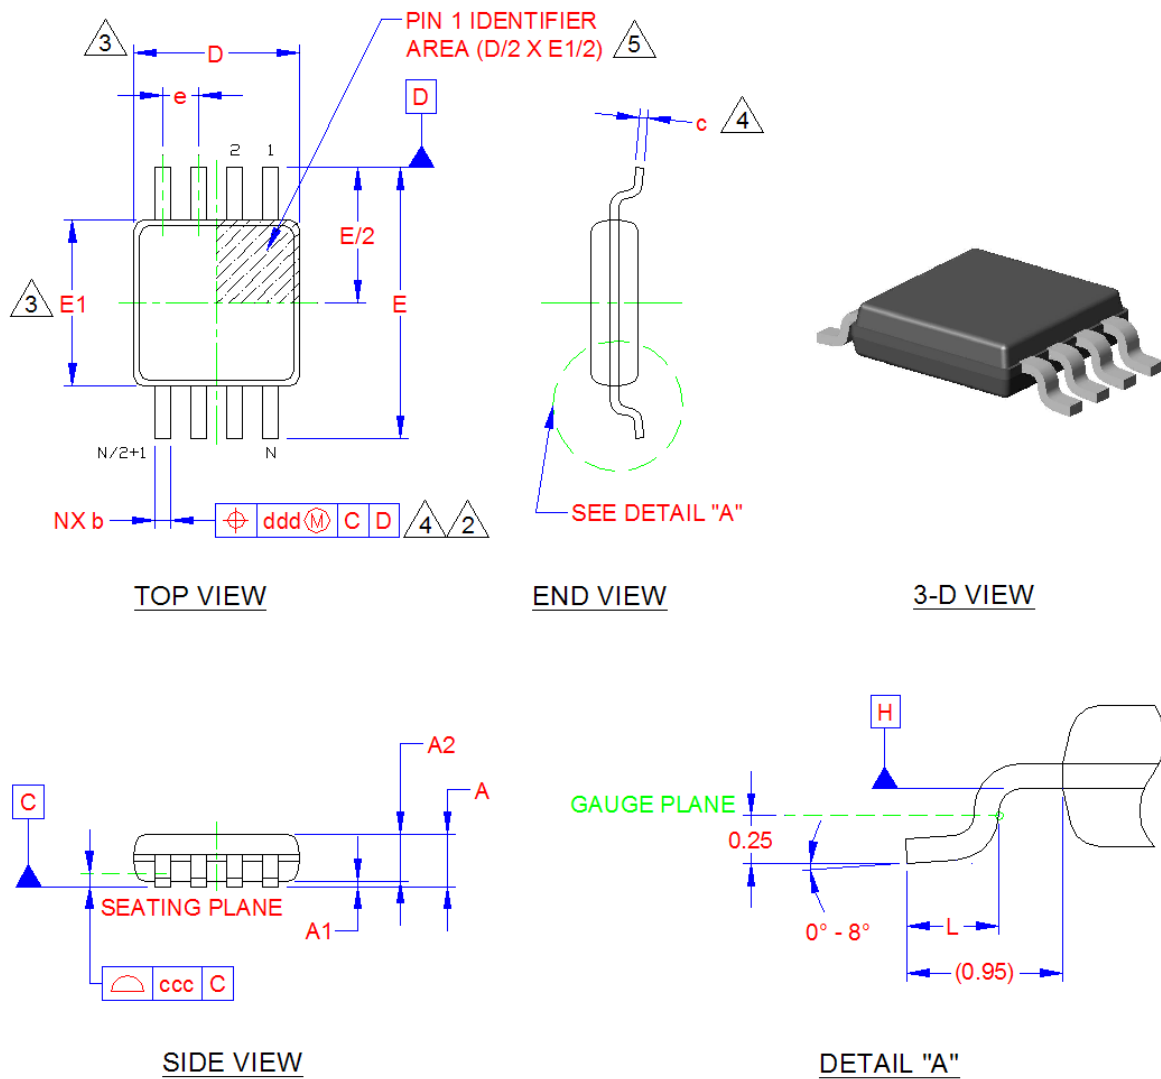 PIN 1 IDENTIFIER
AREA (D/2 X E1/2)
5
3
D
e
D
2
1
c
4
E/2
3
E1
E
N/2+1
N
NX b
ddd M C D
4
2
SEE DETAIL "A"
TOP VIEW
END VIEW
3-D VIEW
A2
A
C
SEATING PLANE
A1
ccc C
SIDE VIEW
H
GAUGE PLANE
0.25
0° - 8°
L
(0.95)
DETAIL "A"